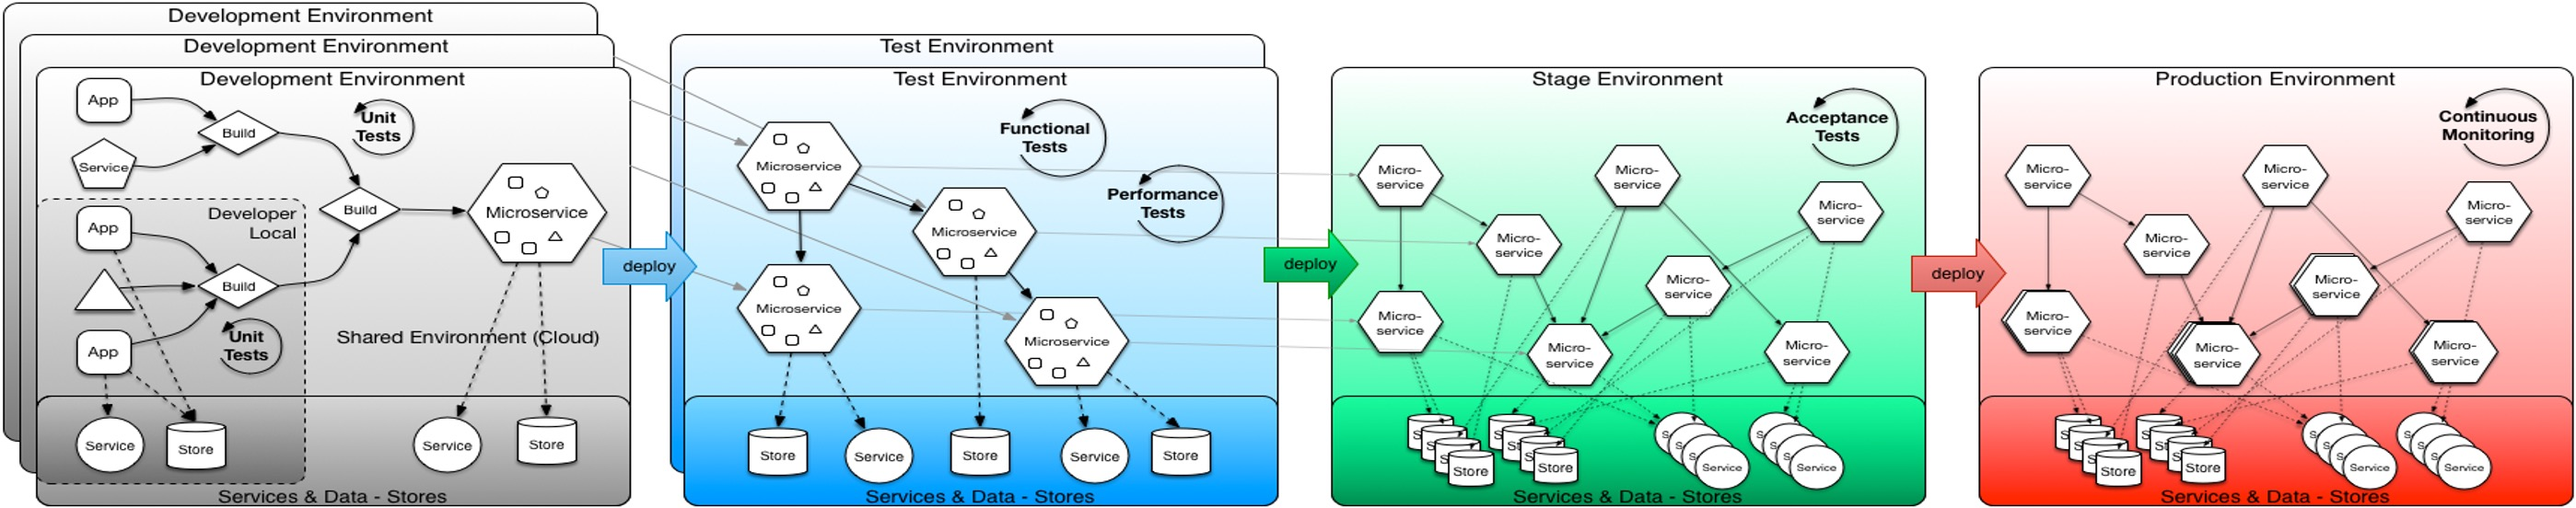 Development Environment
Development Environment
Development Environment
App
Build
Unit
Tests
Service
Developer
Local
App
Build
Microservice
Build
App
Unit
Tests
Shared Environment (Cloud)
Service
Store
Service
Store
Services & Data - Stores
deploy
Test Environment
Test Environment
Functional
Tests
Microservice
Performance
Tests
Microservice
Microservice
Microservice
Store
Service
Store
Service
Store
Services & Data - Stores
deploy
Stage Environment
Acceptance
Tests
Micro-
service
Micro-
service
Micro-
service
Micro-
service
Micro-
service
Micro-
service
Micro-
service
Micro-
service
S
S
S
Store
S
St
S
Store
S
S
S
Service
S
S
S
Service
Services & Data - Stores
deploy
Production Environment
Continuous
Monitoring
Micro-
service
Micro-
service
Micro-
service
Micro-
service
Micro-
service
Micro-
service
Micro-
service
Micro-
service
S
S
S
Store
S
St
S
Store
S
S
S
Service
S
S
S
Service
Services & Data - Stores